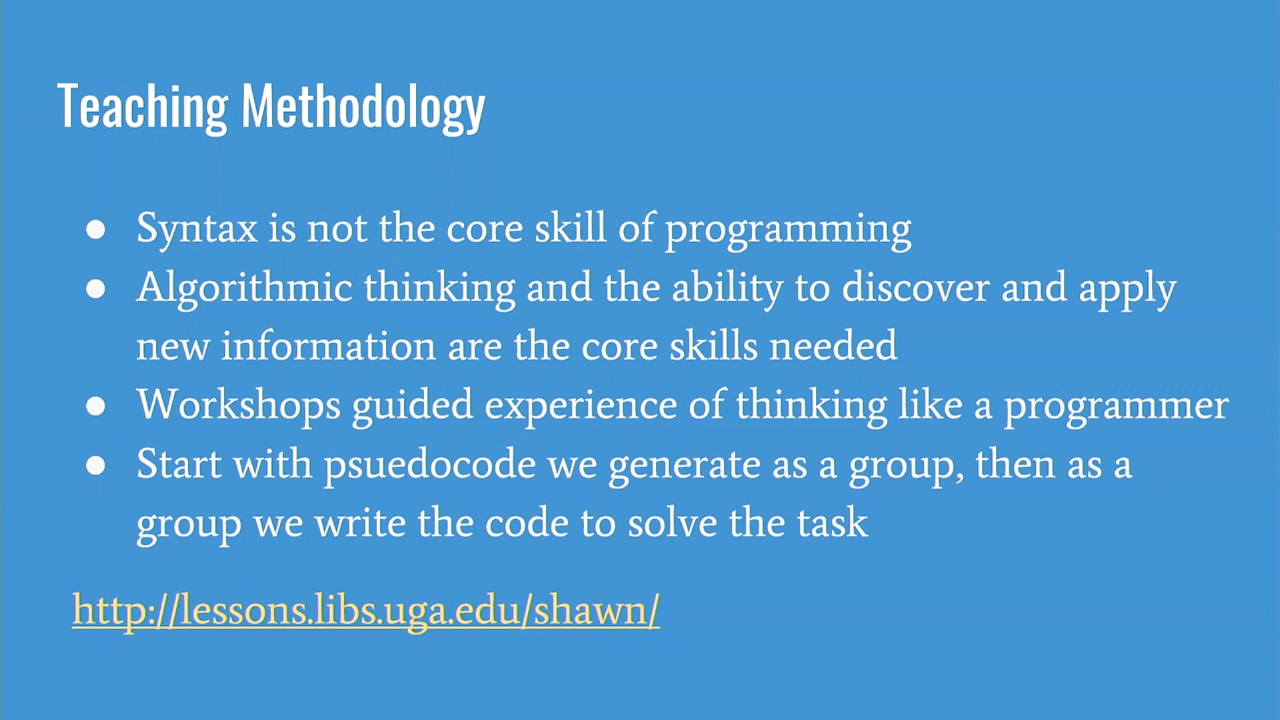 Teaching Methodology
● Syntax is not the core skill of programming
● Algorithmic thinking and the ability to discover and apply
new information are the core skills needed
● Workshops guided experience of thinking like a programmer
● Start with psuedocode we generate as a group, then as a
group we write the code to solve the task
http://lessons.libs.uga.edu/shawn/